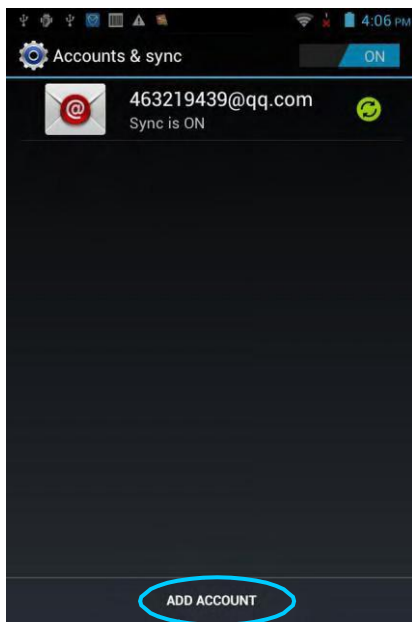 4:06 PM
Accounts & sync
ON
463219439@qq.com
Sync is ON
ADD ACCOUNT